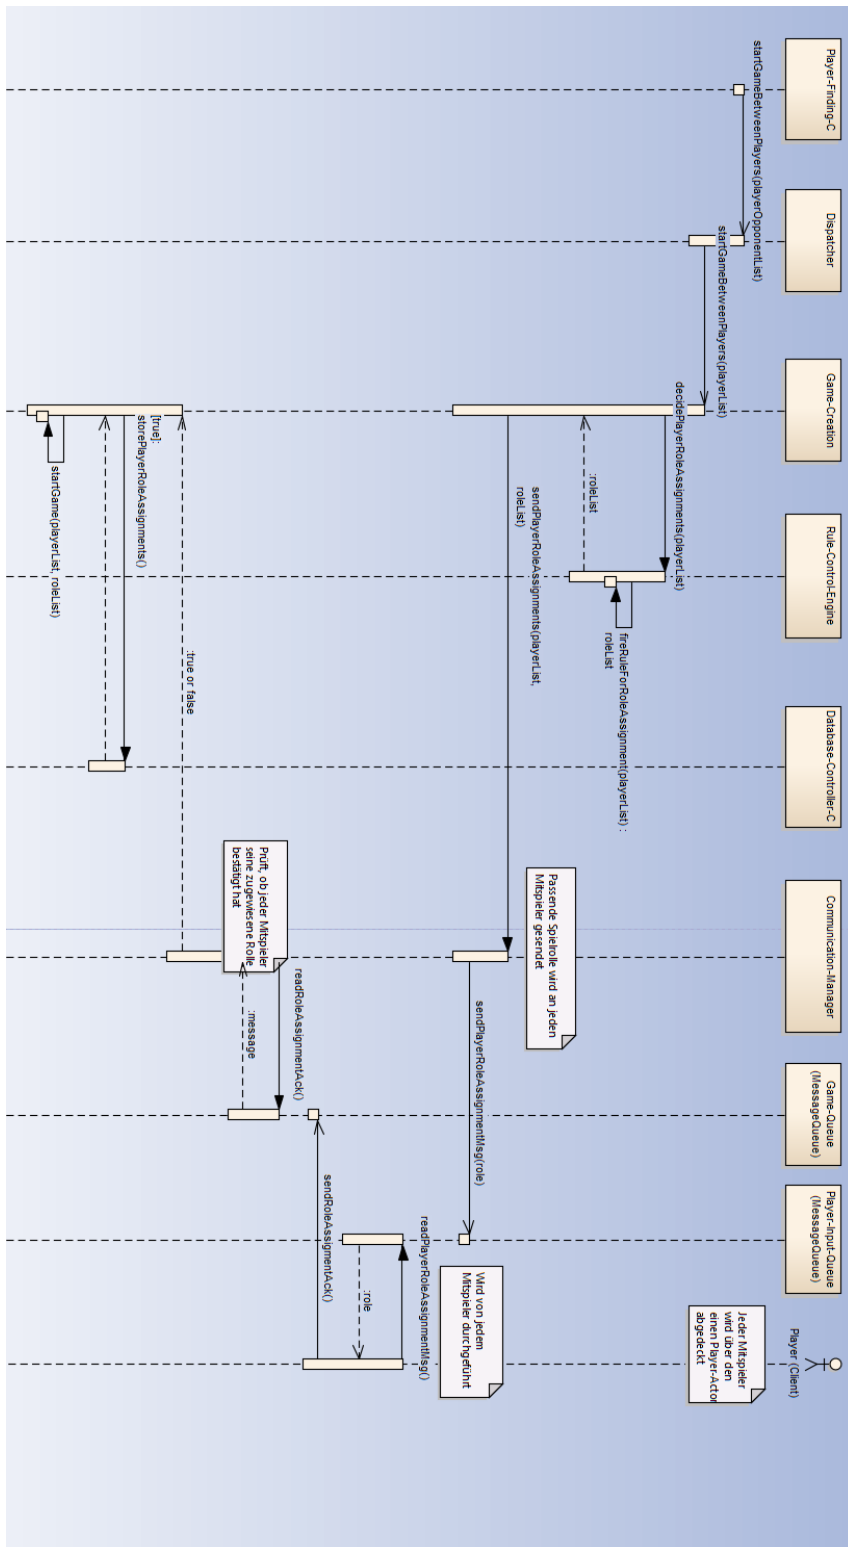 Player-Finding-C
Dispatcher
Game-Creation
Rule-Control-Engine
Database-Controller-C
Communication-Manager
Game-Queue
(MessageQueue)
Player-Input-Queue
(MessageQueue)
Player (Client)
startGameBetweenPlayers(playerOpponentList)
Jeder Mitspieler
wird über den
einen Player-Actor
abgedeckt
startGameBetweenPlayers(playerList)
decidePlayerRoleAssignments(playerList)
fireRuleForRoleAssignment(playerList) :
roleList
:roleList
sendPlayerRoleAssignments(playerList,
roleList)
Passende Spielrolle wird an jeden
Mitspieler gesendet
sendPlayerRoleAssignmentMsg(role)
Wird von jedem
Mitspieler durchgeführt
readPlayerRoleAssignmentMsg()
:role
sendRoleAssigmentAck()
readRoleAssignmentAck()
:message
Prüft, ob jeder Mitspieler
seine zugewiesene Rolle
bestätigt hat
:true or false
[true]:
storePlayerRoleAssignments()
startGame(playerList, roleList)